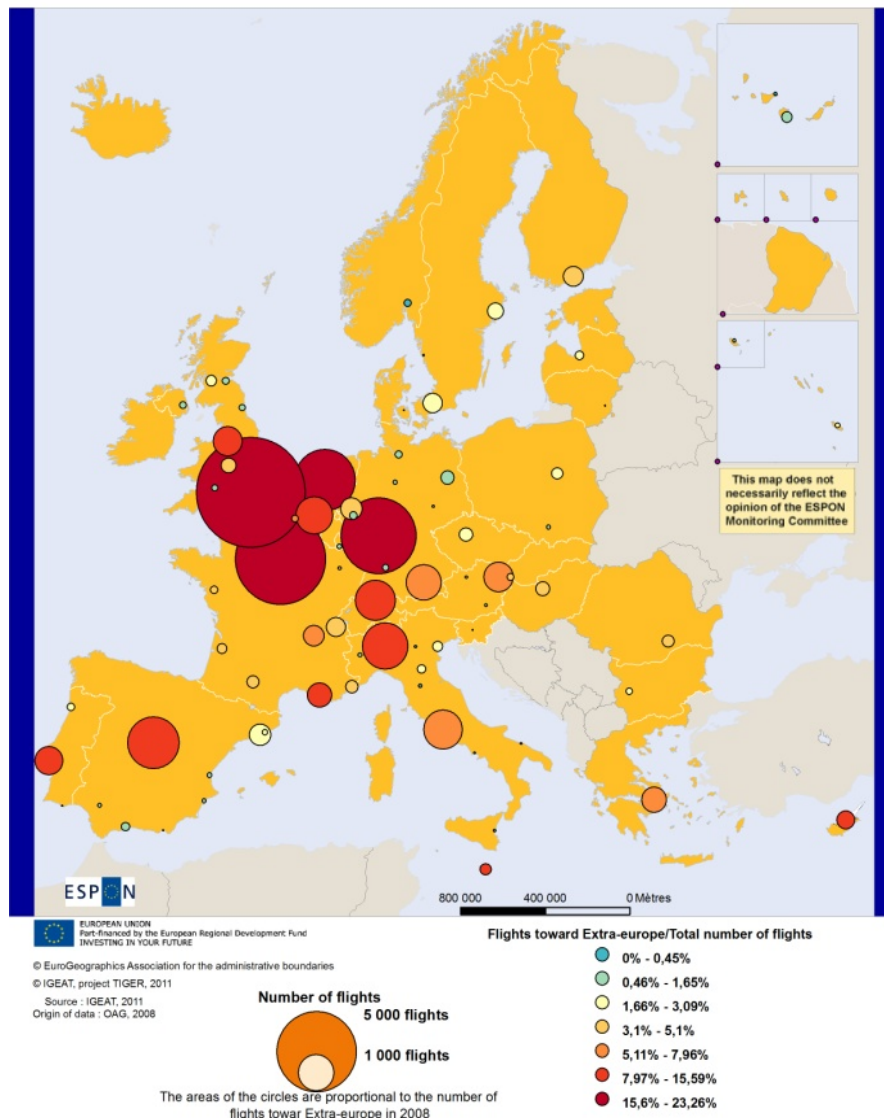 This map does not
necessarily reflect the
opinion of the ESPON
Monitoring Committee
ESPON
800 000 400 000 0 Mètres
EUROPEAN UNION
Part-financed by the European Regional Development Fund
INVESTING IN YOUR FUTURE
© EuroGeographics Association for the administrative boundaries
© IGEAT, project TIGER, 2011
Source : IGEAT, 2011
Origin of data : OAG, 2008
Number of flights
5 000 flights
1 000 flights
The areas of the circles are proportional to the number of
flights towar Extra-europe in 2008
Flights toward Extra-europe/Total number of flights
0% - 0,45%
0,46% - 1,65%
1,66% - 3,09%
3,1% - 5,1%
5,11% - 7,96%
7,97% - 15,59%
15,6% - 23,26%